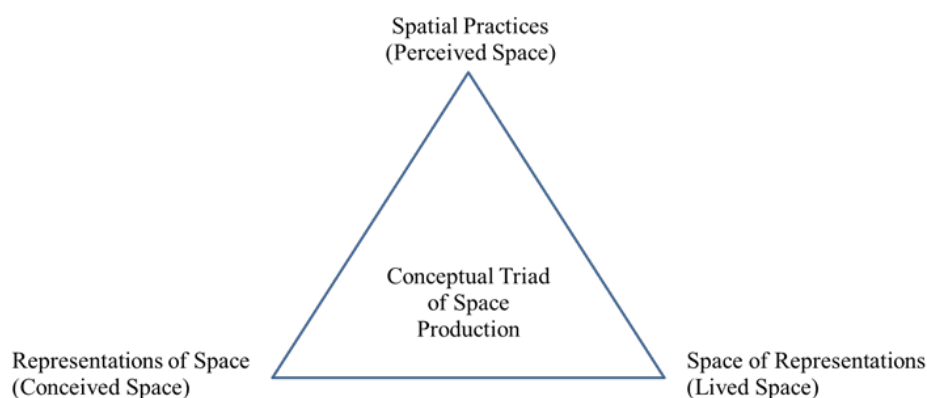 Spatial Practices
(Perceived Space)
Conceptual Triad
of Space
Production
Representations of Space
(Conceived Space)
Space of Representations
(Lived Space)